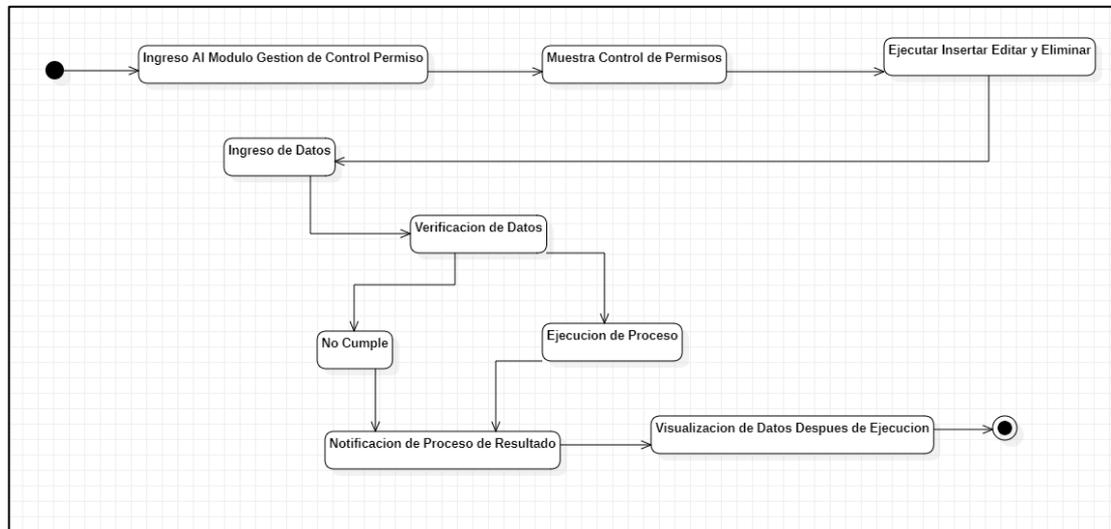 Ingreso Al Modulo Gestion de Control Permiso
Muestra Control de Permisos
Ejecutar Insertar Editar y Eliminar
Ingreso de Datos
Verificacion de Datos
No Cumple
Ejecucion de Proceso
Notificacion de Proceso de Resultado
Visualizacion de Datos Despues de Ejecucion